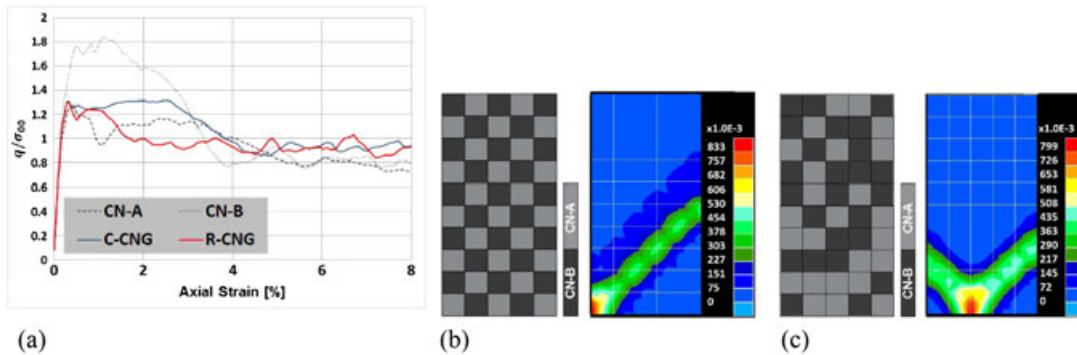 (a)
q/σ00
2
1.8
1.6
1.4
1.2
1
0.8
0.6
0.4
0.2
0
CN-A
CN-B
C-CNG
R-CNG
0
2
4
6
8
Axial Strain [%]
(b)
CN-A
CN-B
x1.0E-3
833
757
682
606
530
454
378
303
227
151
75
0
(c)
CN-A
CN-B
x1.0E-3
799
726
653
581
508
435
363
290
217
145
72
0